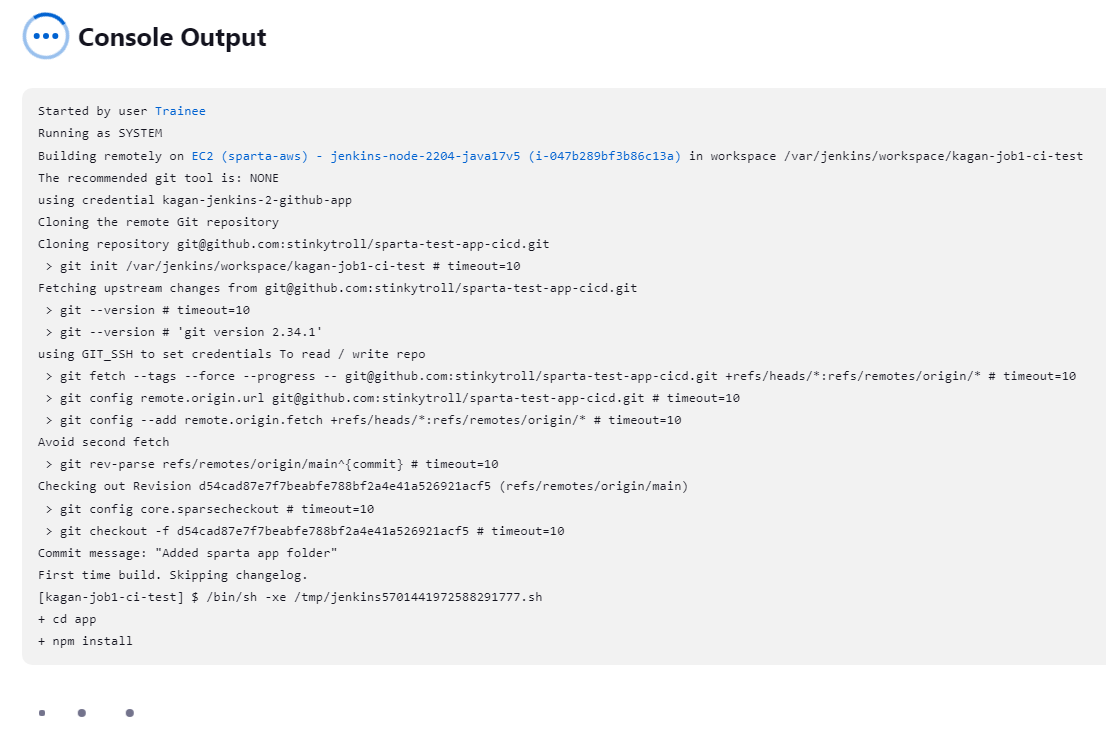 Console Output
Started by user Trainee
Running as SYSTEM
Building remotely on EC2 (sparta-aws) - jenkins-node-2204-java17v5 (i-047b289bf3b86c13a) in workspace /var/jenkins/workspace/kagan-job1-ci-test
The recommended git tool is: NONE
using credential kagan-jenkins-2-github-app
Cloning the remote Git repository
Cloning repository git@github.com:stinkytroll/sparta-test-app-cicd.git
 > git init /var/jenkins/workspace/kagan-job1-ci-test # timeout=10
Fetching upstream changes from git@github.com:stinkytroll/sparta-test-app-cicd.git
 > git --version # timeout=10
 > git --version # 'git version 2.34.1'
using GIT_SSH to set credentials To read / write repo
 > git fetch --tags --force --progress -- git@github.com:stinkytroll/sparta-test-app-cicd.git +refs/heads/*:refs/remotes/origin/* # timeout=10
 > git config remote.origin.url git@github.com:stinkytroll/sparta-test-app-cicd.git # timeout=10
 > git config --add remote.origin.fetch +refs/heads/*:refs/remotes/origin/* # timeout=10
Avoid second fetch
 > git rev-parse refs/remotes/origin/main^{commit} # timeout=10
Checking out Revision d54cad87e7f7beabfe788bf2a4e41a526921acf5 (refs/remotes/origin/main)
 > git config core.sparsecheckout # timeout=10
 > git checkout -f d54cad87e7f7beabfe788bf2a4e41a526921acf5 # timeout=10
Commit message: "Added sparta app folder"
First time build. Skipping changelog.
[kagan-job1-ci-test] $ /bin/sh -xe /tmp/jenkins5701441972588291777.sh
+ cd app
+ npm install